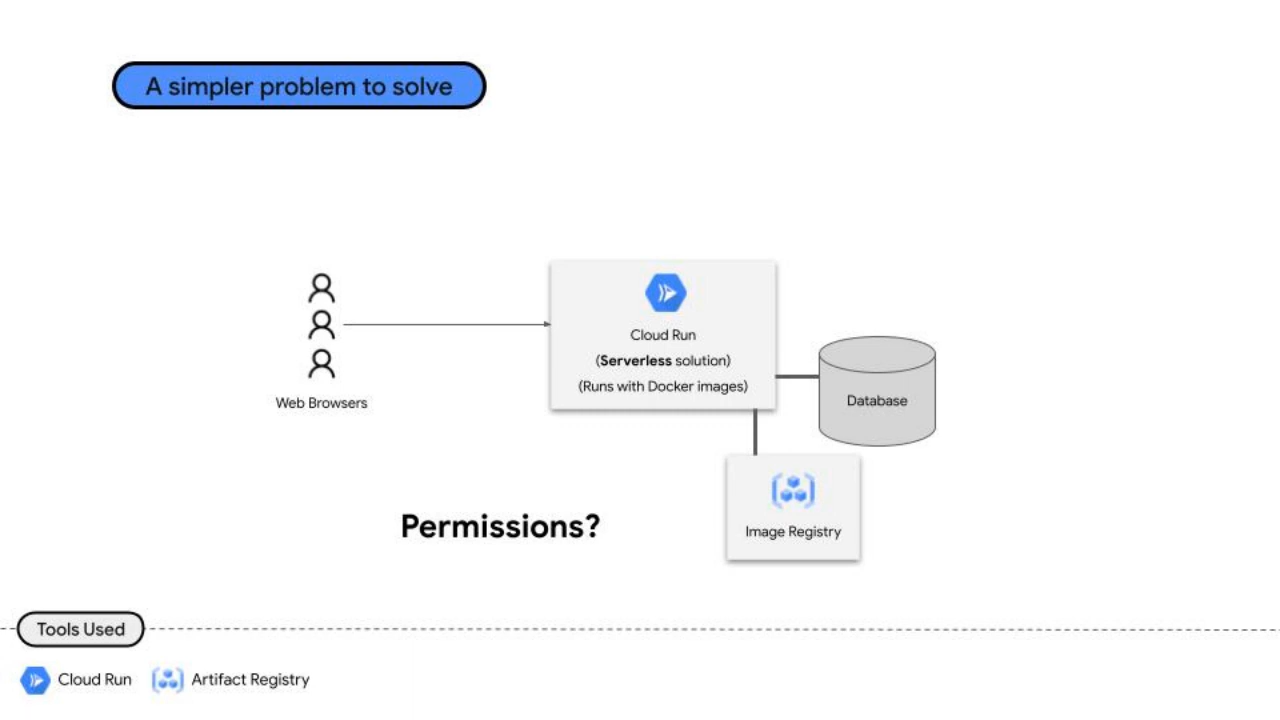 A simpler problem to solve
Cloud Run
(Serverless solution)
(Runs with Docker images)
Web Browsers
Database
Permissions?
Image Registry
Tools Used
Cloud Run
Artifact Registry